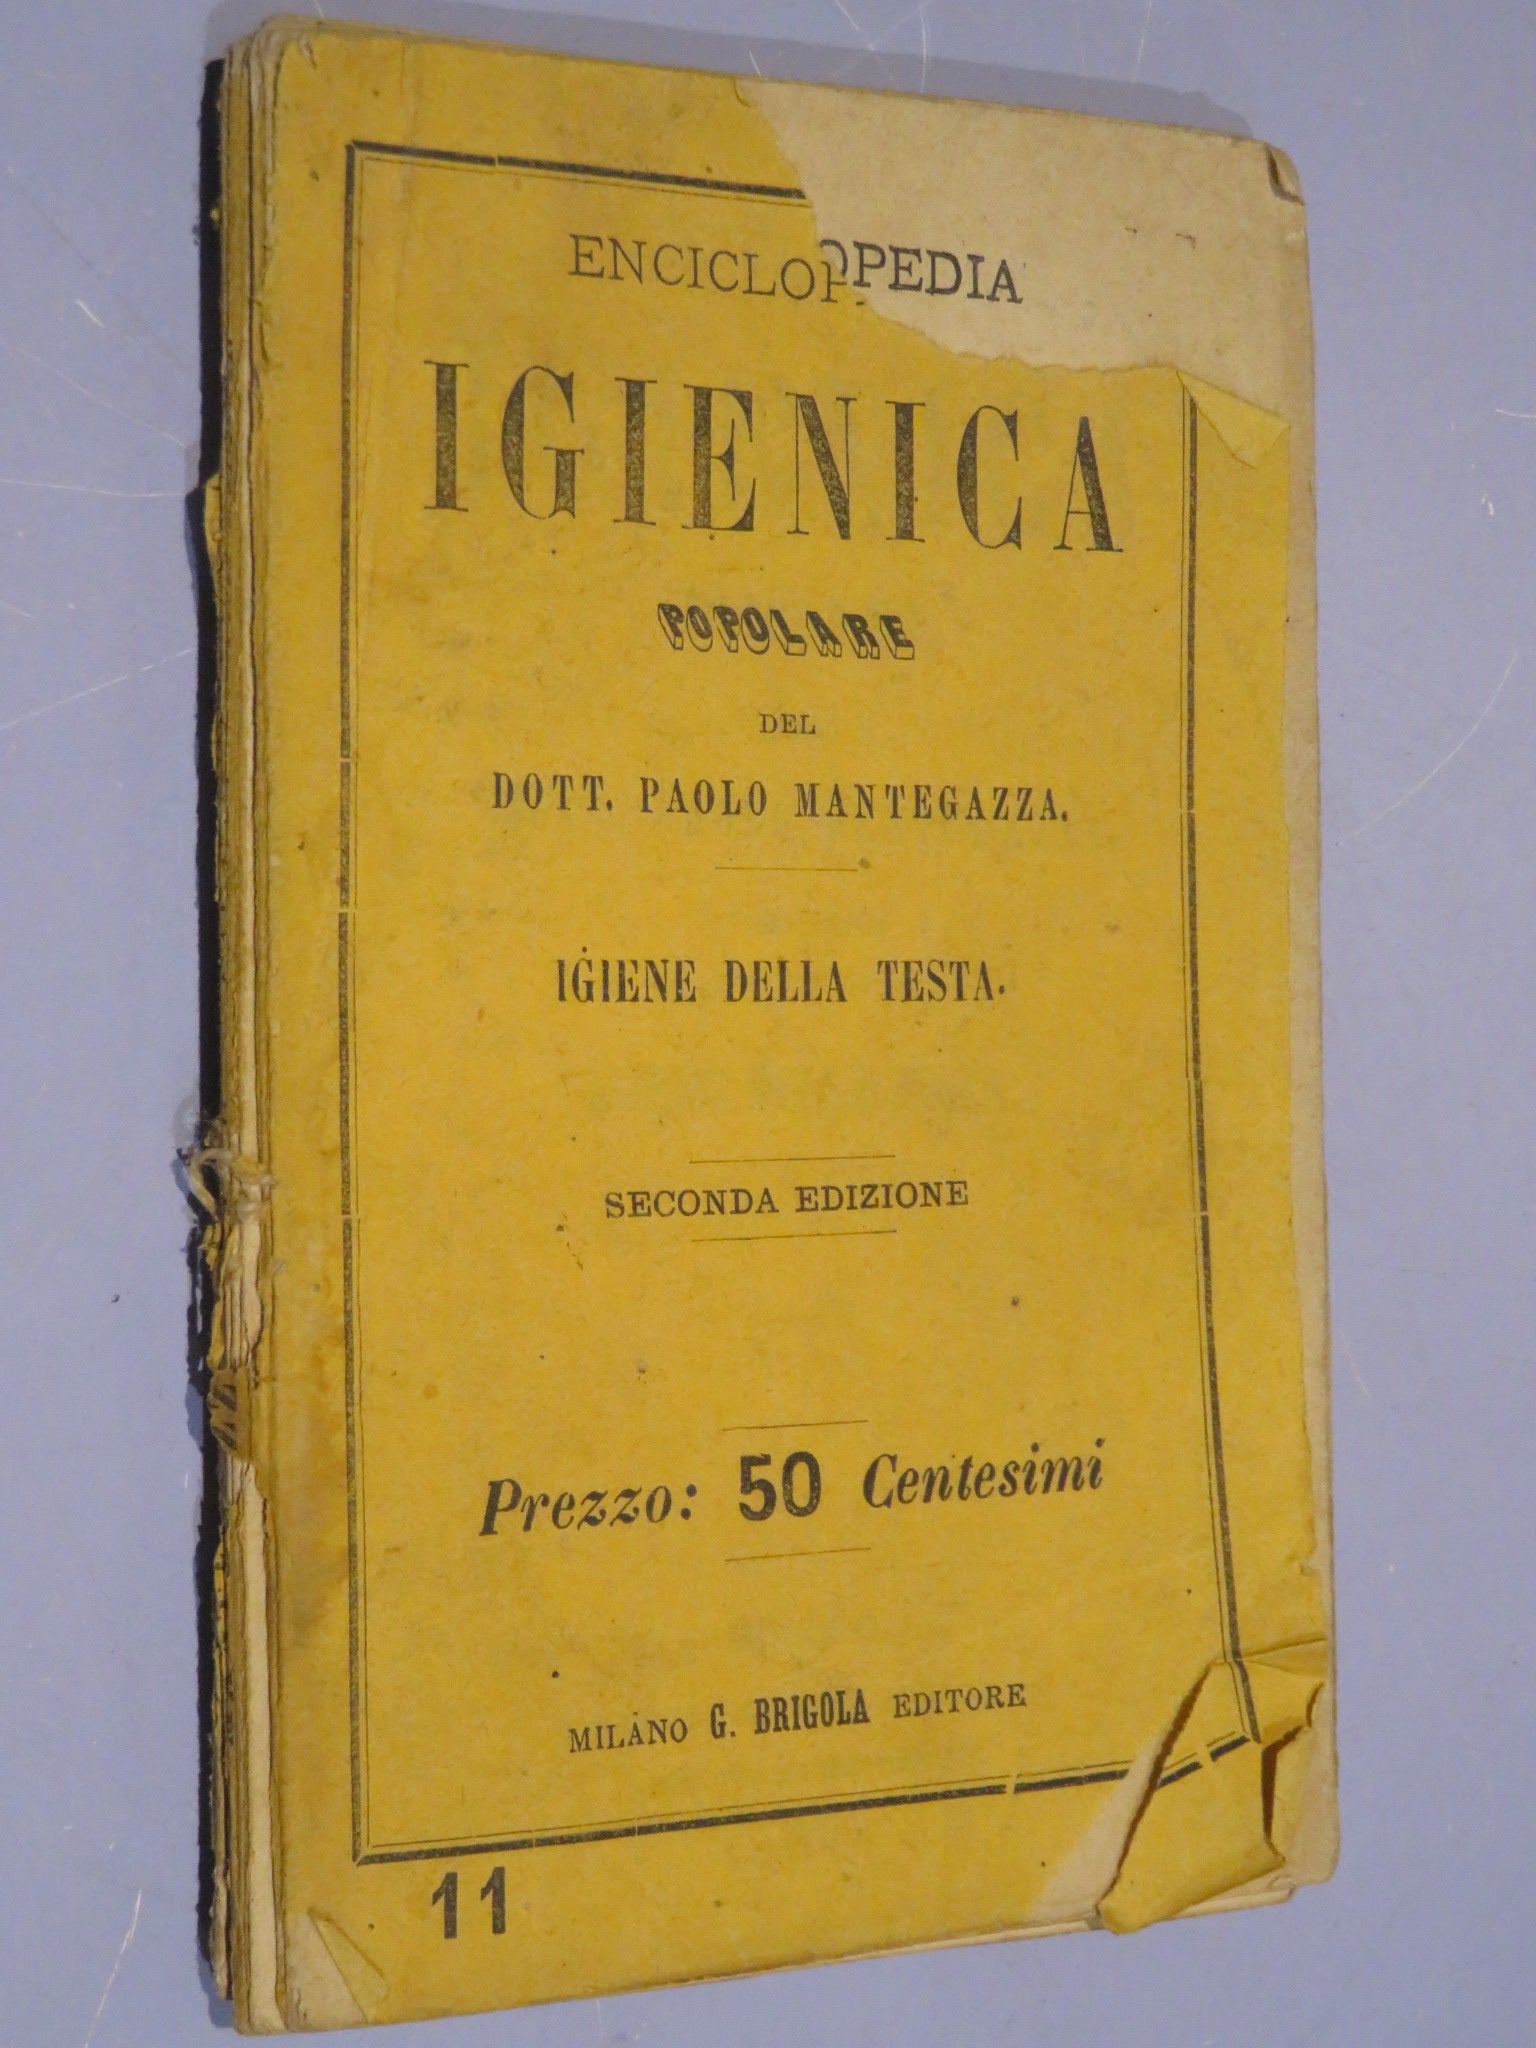 ENCICLOPEDIA
IGIENICA
POPOLARE
DEL
DOTT. PAOLO MANTEGAZZA.
IGIENE DELLA TESTA.
SECONDA EDIZIONE
Prezzo: 50 Centesimi
MILANO G. BRIGOLA EDITORE
11